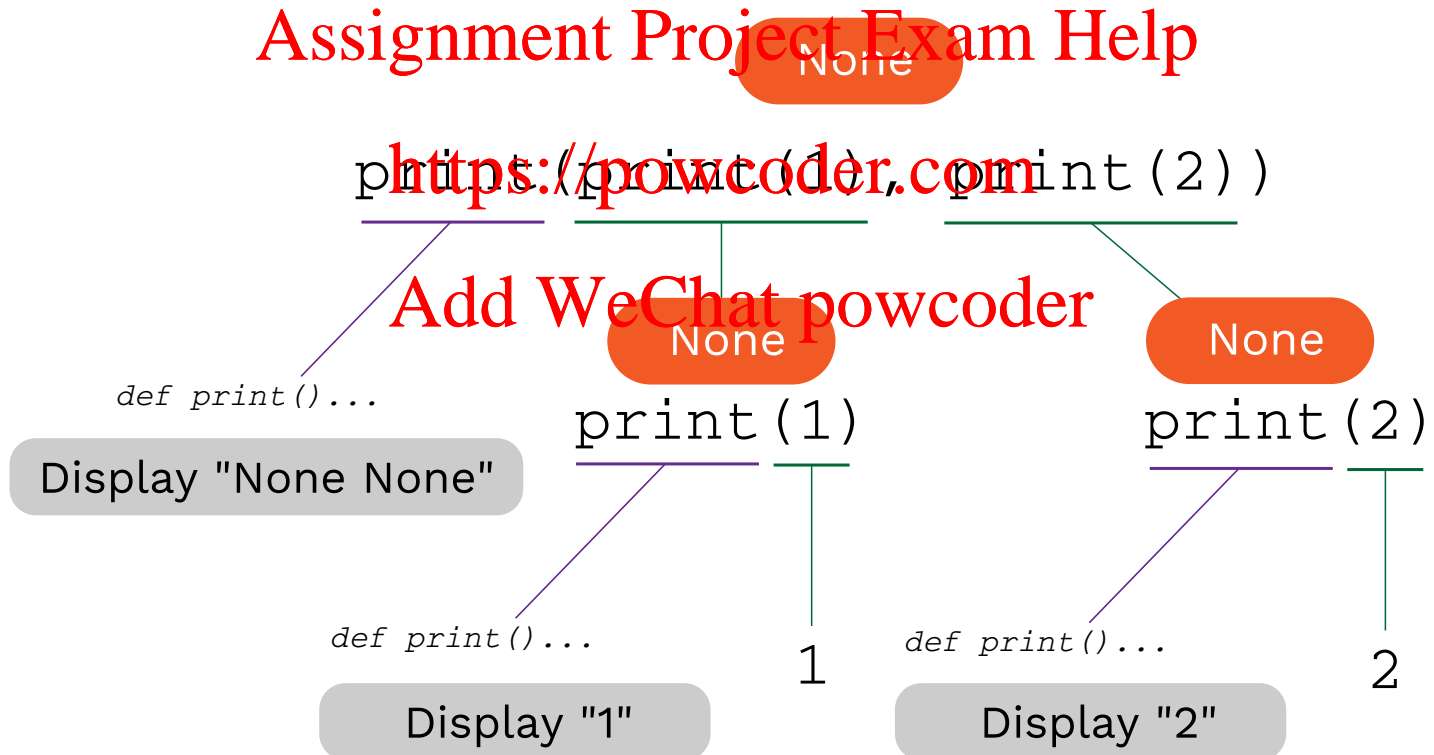 Assignment Project Exam Help
None
print(print(1), print(2))
https://powcoder.com
Add WeChat powcoder
None
None
def print()...
print(1)
print(2)
Display "None None"
def print()...
def print()...
1
2
Display "1"
Display "2"